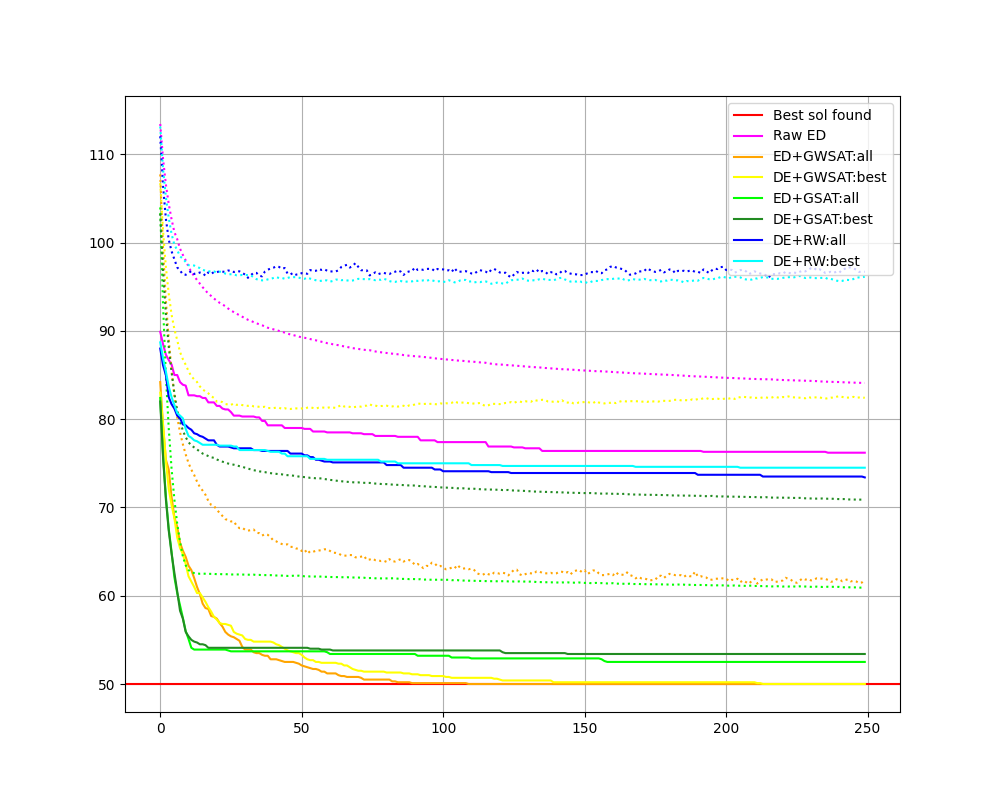 110
100
90
80
70
60
50
0 50 100 150 200 250
Best sol found
Raw ED
ED+GWSAT:all
DE+GWSAT:best
ED+GSAT:all
DE+GSAT:best
DE+RW:all
DE+RW:best